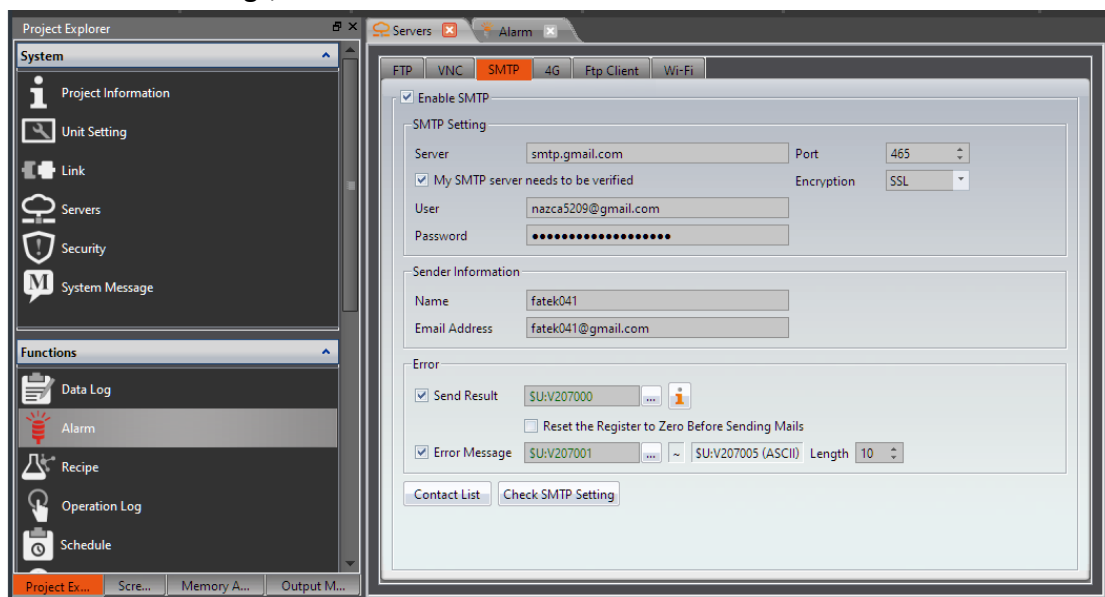 Project Explorer
System
Project Information
Unit Setting
Link
Servers
Security
System Message
Functions
Data Log
Alarm
Recipe
Operation Log
Schedule
Project Ex... Scre... Memory A... Output M...
Servers Alarm
FTP VNC SMTP 4G Ftp Client Wi-Fi
Enable SMTP
SMTP Setting
Server smtp.gmail.com Port 465
My SMTP server needs to be verified Encryption SSL
User nazca5209@gmail.com
Password •••••••••••••••••••
Sender Information
Name fatek041
Email Address fatek041@gmail.com
Error
Send Result $U:V207000 ... i
Reset the Register to Zero Before Sending Mails
Error Message $U:V207001 ... ~ $U:V207005 (ASCII) Length 10
Contact List Check SMTP Setting